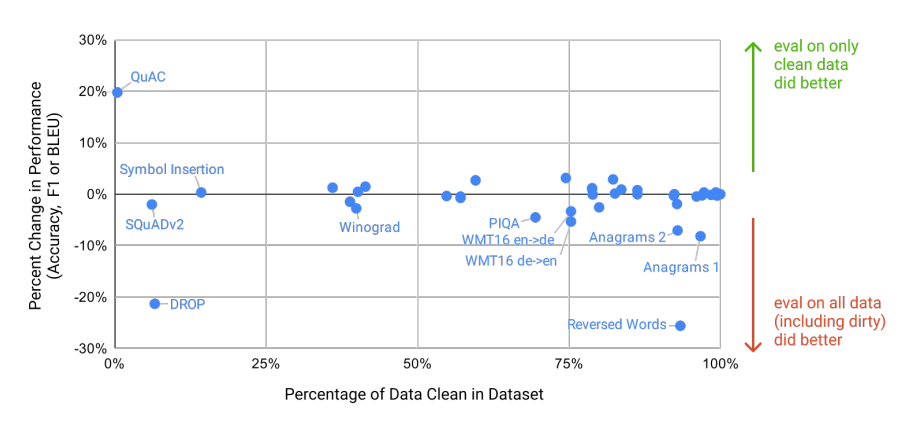 30%
20%
10%
0%
-10%
-20%
-30%
Percent Change in Performance
(Accuracy, F1 or BLEU)
QuAC
Symbol Insertion
SQuADv2
DROP
Winograd
PIQA
WMT16 en->de
WMT16 de->en
Anagrams 2
Anagrams 1
Reversed Words
0%
25%
50%
75%
100%
Percentage of Data Clean in Dataset
eval on only
clean data
did better
eval on all data
(including dirty)
did better